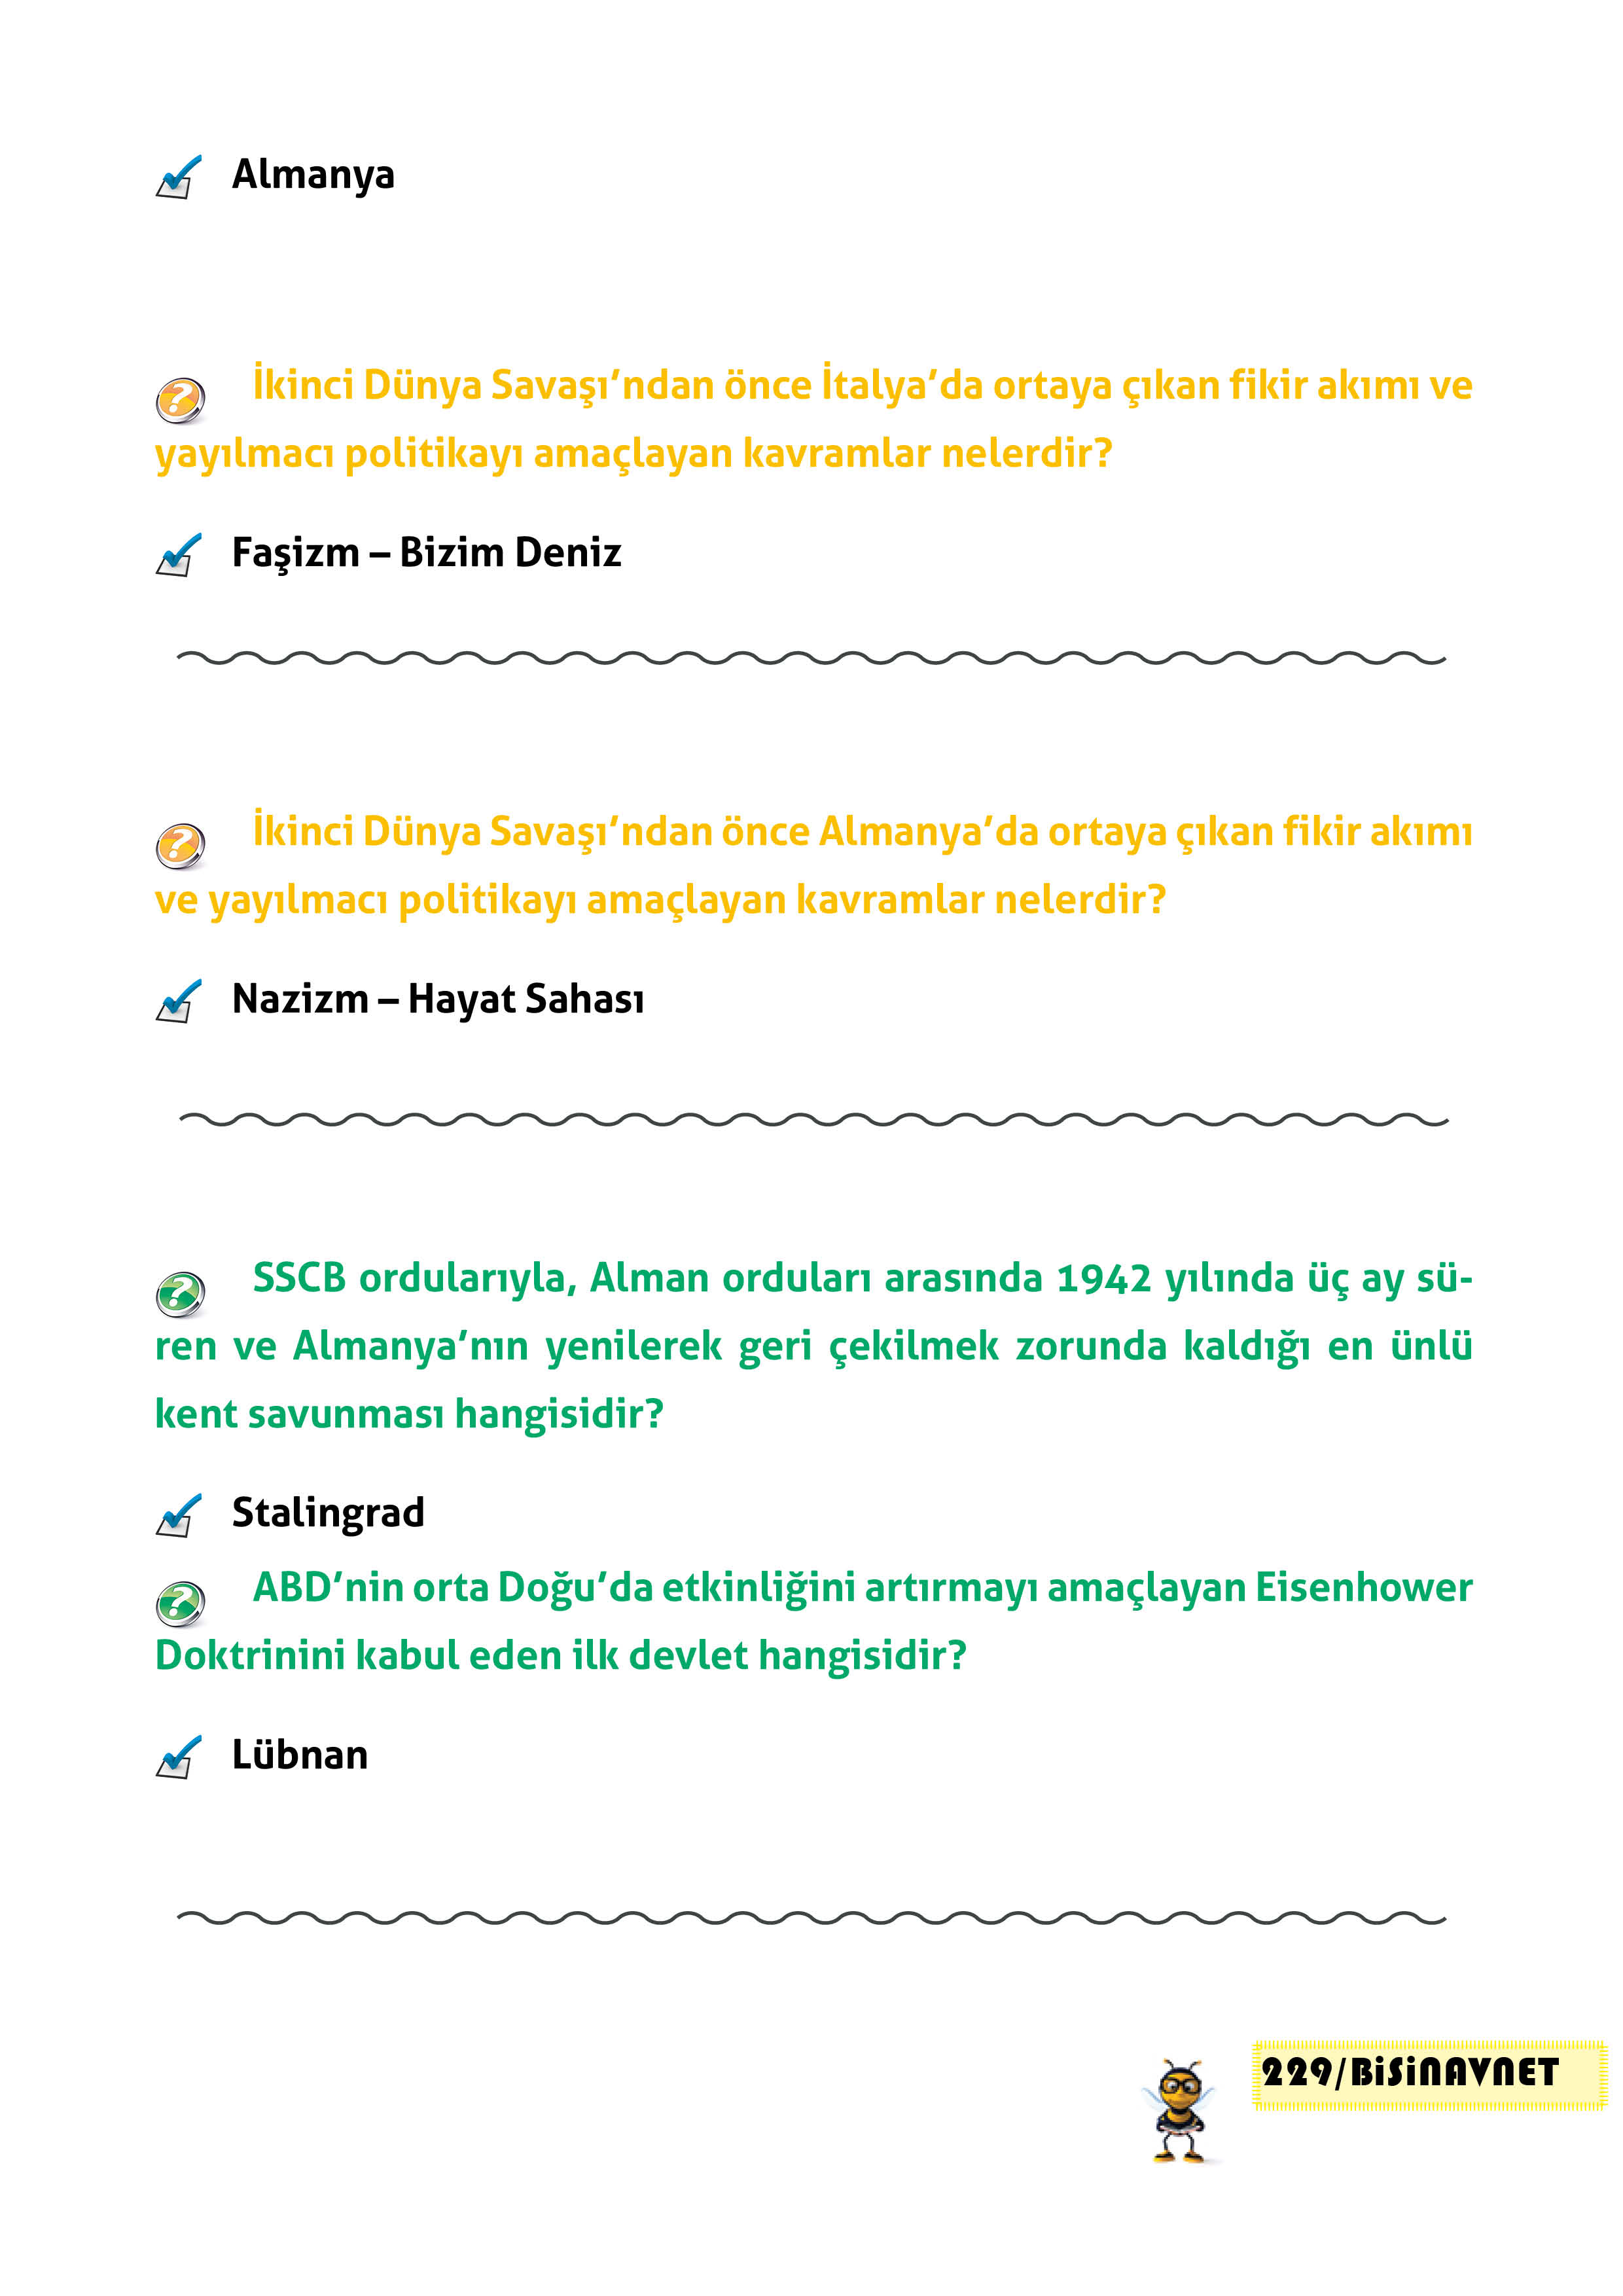 Almanya
İkinci Dünya Savaşı’ndan önce İtalya’da ortaya çıkan fikir akımı ve
yayılmacı politikayı amaçlayan kavramlar nelerdir?
Faşizm – Bizim Deniz
İkinci Dünya Savaşı’ndan önce Almanya’da ortaya çıkan fikir akımı
ve yayılmacı politikayı amaçlayan kavramlar nelerdir?
Nazizm – Hayat Sahası
SSCB ordularıyla, Alman orduları arasında 1942 yılında üç ay sü-
ren ve Almanya’nın yenilerek geri çekilmek zorunda kaldığı en ünlü
kent savunması hangisidir?
Stalingrad
ABD’nin orta Doğu’da etkinliğini artırmayı amaçlayan Eisenhower
Doktrinini kabul eden ilk devlet hangisidir?
Lübnan
229/BiSiNAVNET